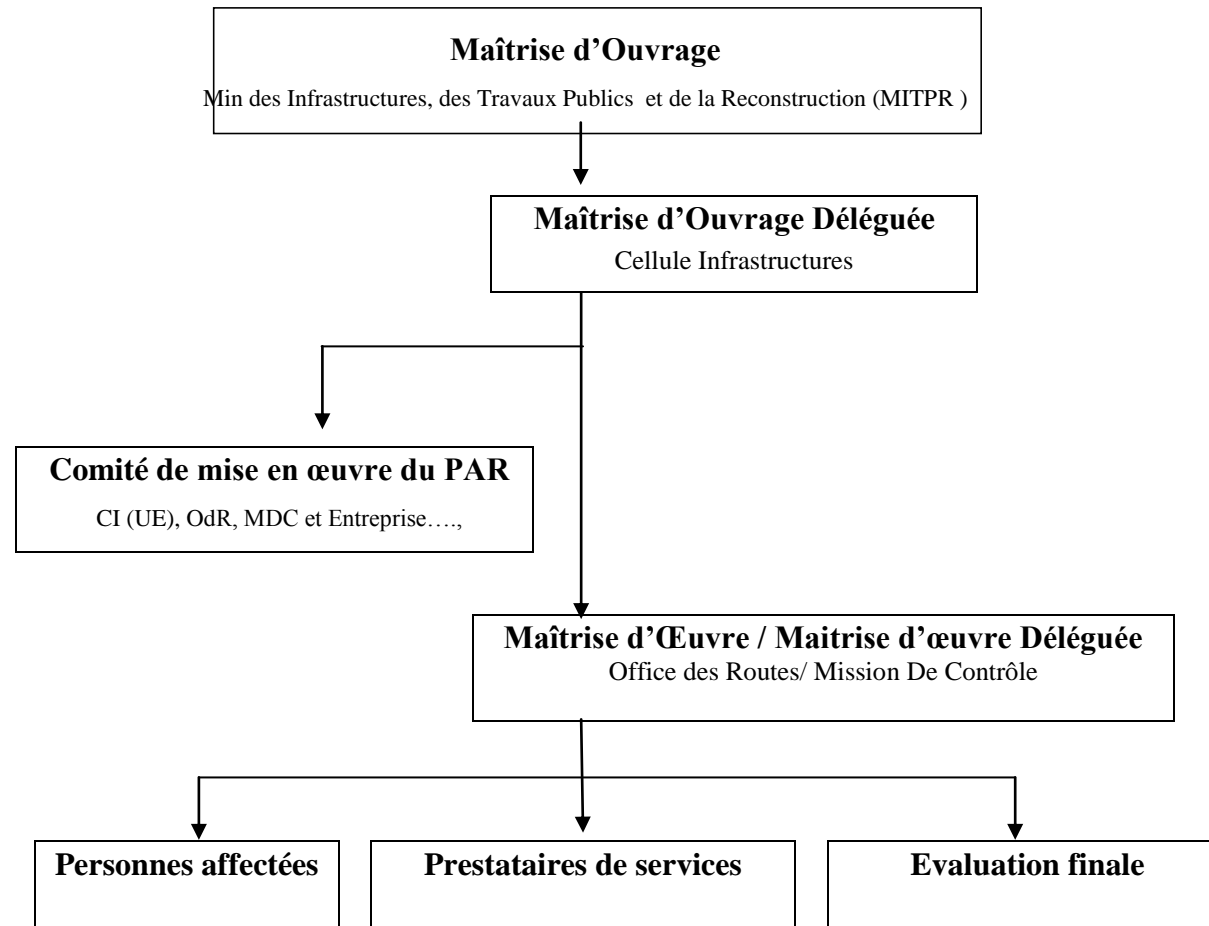 Maîtrise d’Ouvrage
Min des Infrastructures, des Travaux Publics et de la Reconstruction (MITPR )
Maîtrise d’Ouvrage Déléguée
Cellule Infrastructures
Comité de mise en œuvre du PAR
CI (UE), OdR, MDC et Entreprise….,
Maîtrise d’Œuvre / Maitrise d’œuvre Déléguée
Office des Routes/ Mission De Contrôle
Personnes affectées
Prestataires de services
Evaluation finale